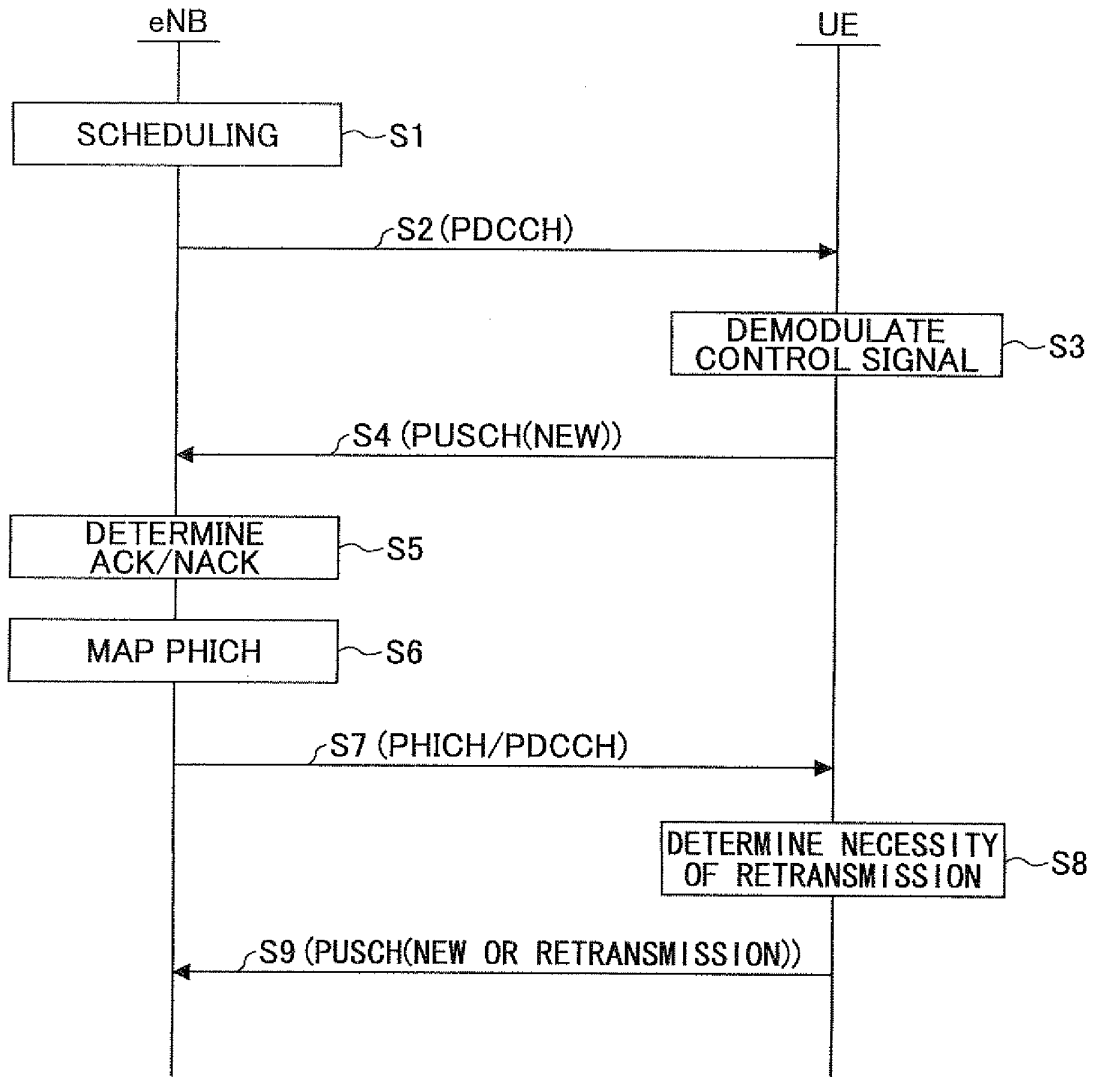 eNB
UE
SCHEDULING
S1
S2 (PDCCH)
DEMODULATE
CONTROL SIGNAL
S3
S4 (PUSCH(NEW))
DETERMINE
ACK/NACK
S5
MAP PHICH
S6
S7 (PHICH/PDCCH)
DETERMINE NECESSITY
OF RETRANSMISSION
S8
S9 (PUSCH(NEW OR RETRANSMISSION))